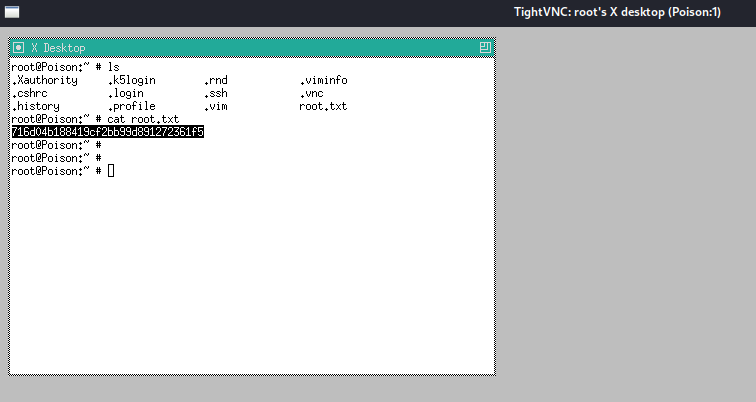 TightVNC: root's X desktop (Poison:1)
X Desktop
root@Poison:~ # ls
.Xauthority .k5login .rnd .viminfo
.cshrc .login .ssh .vnc
.history .profile .vim root.txt
root@Poison:~ # cat root.txt
716d04b188419cf2bb99d891272361f5
root@Poison:~ #
root@Poison:~ #
root@Poison:~ #